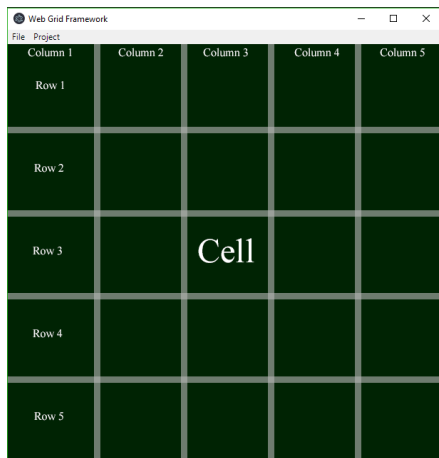 Web Grid Framework
File Project
Column 1 Column 2 Column 3 Column 4 Column 5
Row 1
Row 2
Row 3 Cell
Row 4
Row 5